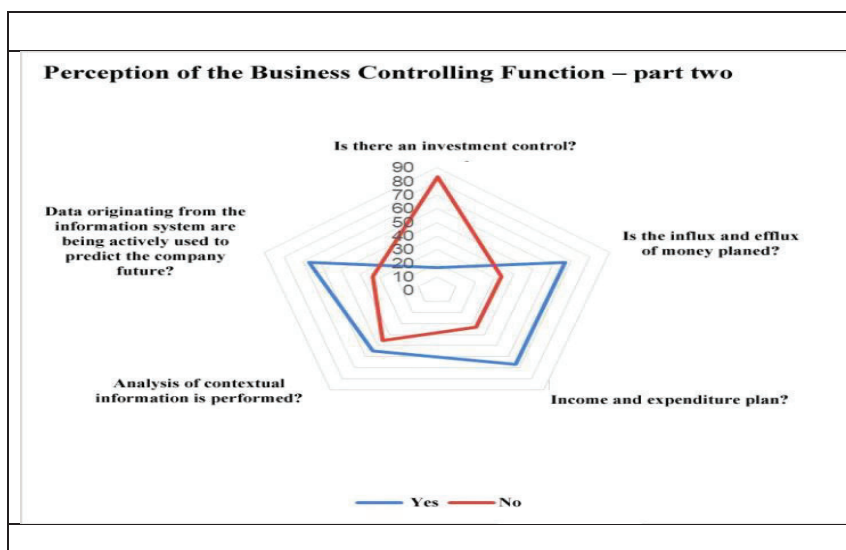 Perception of the Business Controlling Function – part two
Is there an investment control?
90
80
70
60
50
40
30
20
10
0
Data originating from the
information system are
being actively used to
predict the company
future?
Is the influx and efflux
of money planed?
Analysis of contextual
information is performed?
Income and expenditure plan?
Yes No